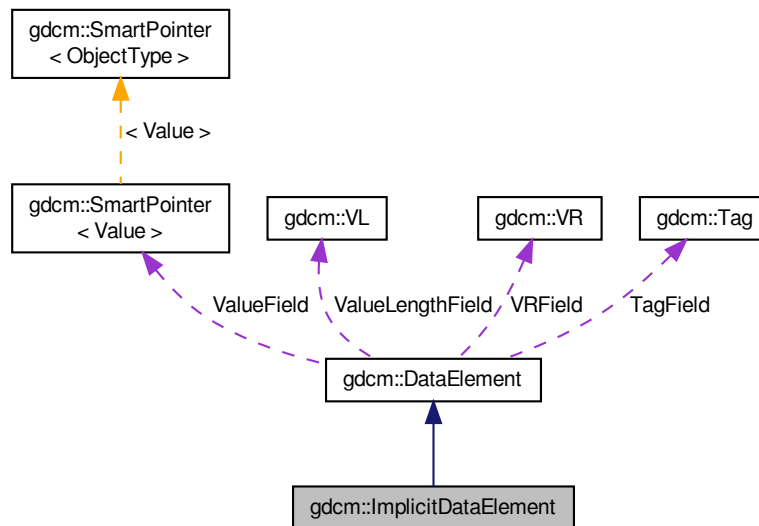 gdcm::SmartPointer
< ObjectType >
< Value >
gdcm::SmartPointer
< Value >
gdcm::VL
gdcm::VR
gdcm::Tag
ValueField
ValueLengthField
VRField
TagField
gdcm::DataElement
gdcm::ImplicitDataElement